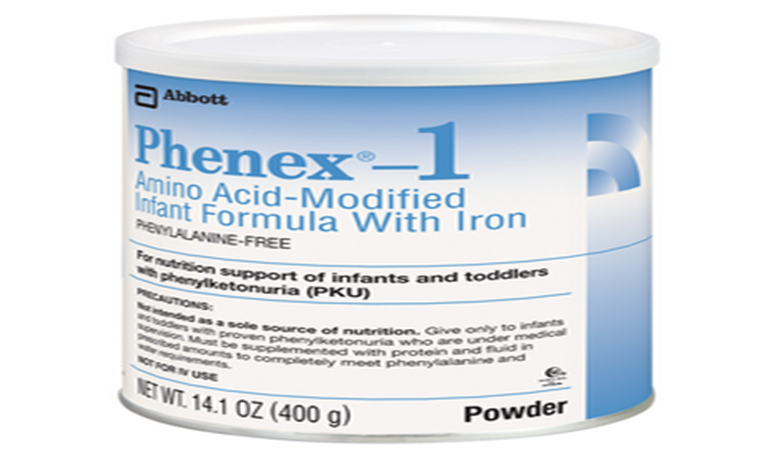 Abbott
Phenex®-1
Amino Acid-Modified
Infant Formula With Iron
PHENYLALANINE-FREE
For nutrition support of infants and toddlers
with phenylketonuria (PKU)
PRECAUTIONS:
Not intended as a sole source of nutrition. Give only to infants
and toddlers with proven phenylketonuria who are under medical
supervision. Must be supplemented with protein and fluid in
prescribed amounts to completely meet phenylalanine and
water requirements.
NOT FOR IV USE
NET WT. 14.1 OZ (400 g)
Powder